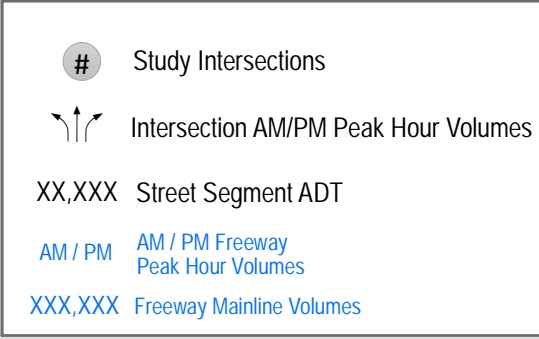 # Study Intersections
Intersection AM/PM Peak Hour Volumes
XX,XXX Street Segment ADT
AM / PM AM / PM Freeway
Peak Hour Volumes
XXX,XXX Freeway Mainline Volumes